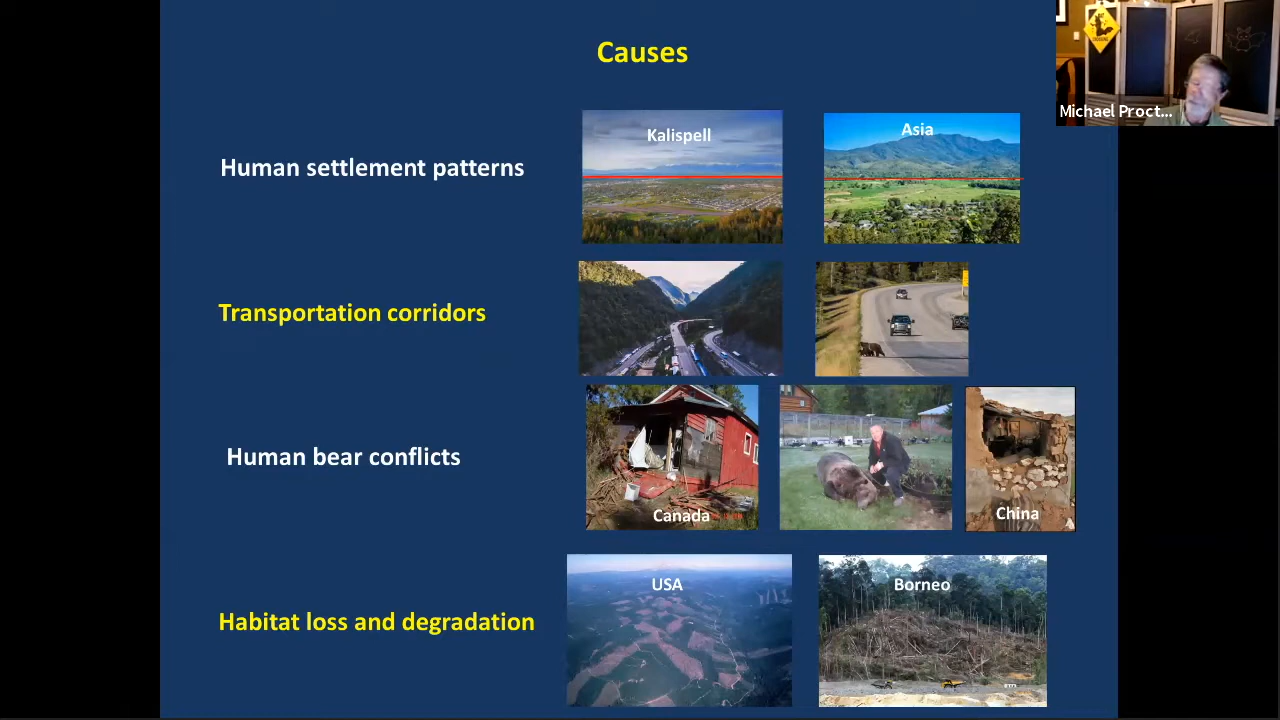 Causes
Michael Proct...
Human settlement patterns
Kalispell
Asia
Transportation corridors
Human bear conflicts
Canada
China
Habitat loss and degradation
USA
Borneo